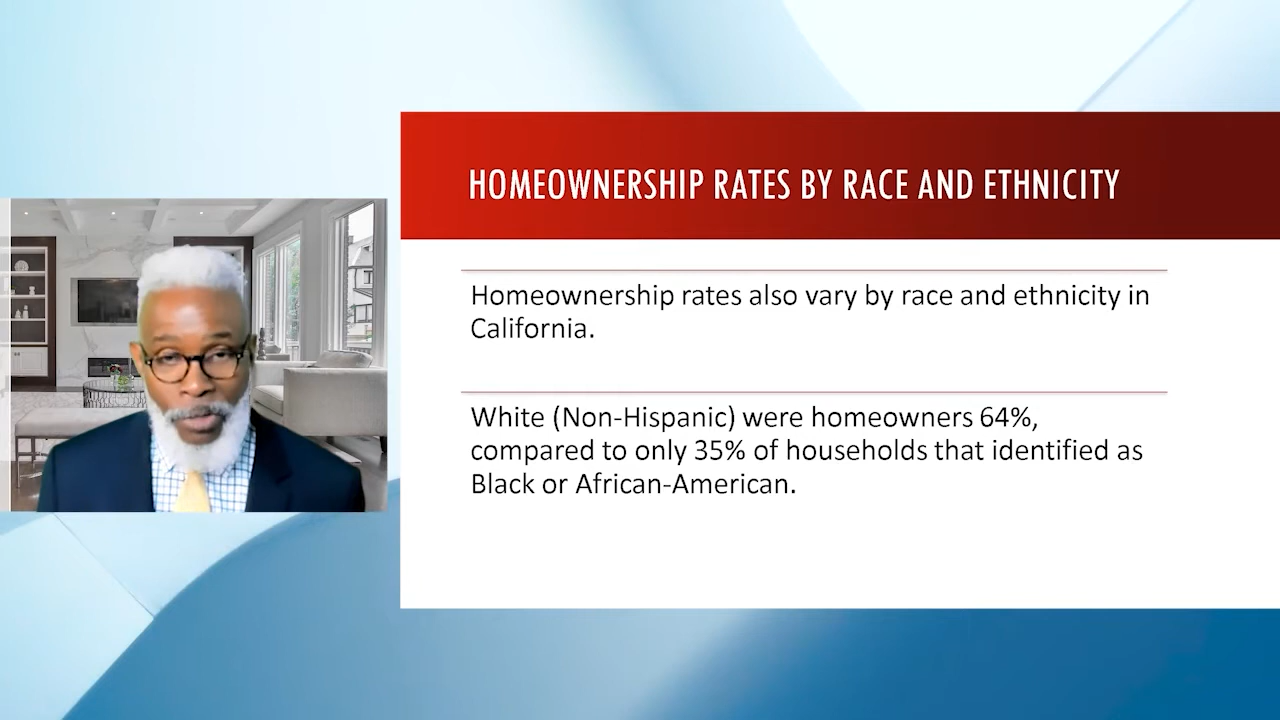 HOMEOWNERSHIP RATES BY RACE AND ETHNICITY
Homeownership rates also vary by race and ethnicity in
California.
White (Non-Hispanic) were homeowners 64%,
compared to only 35% of households that identified as
Black or African-American.